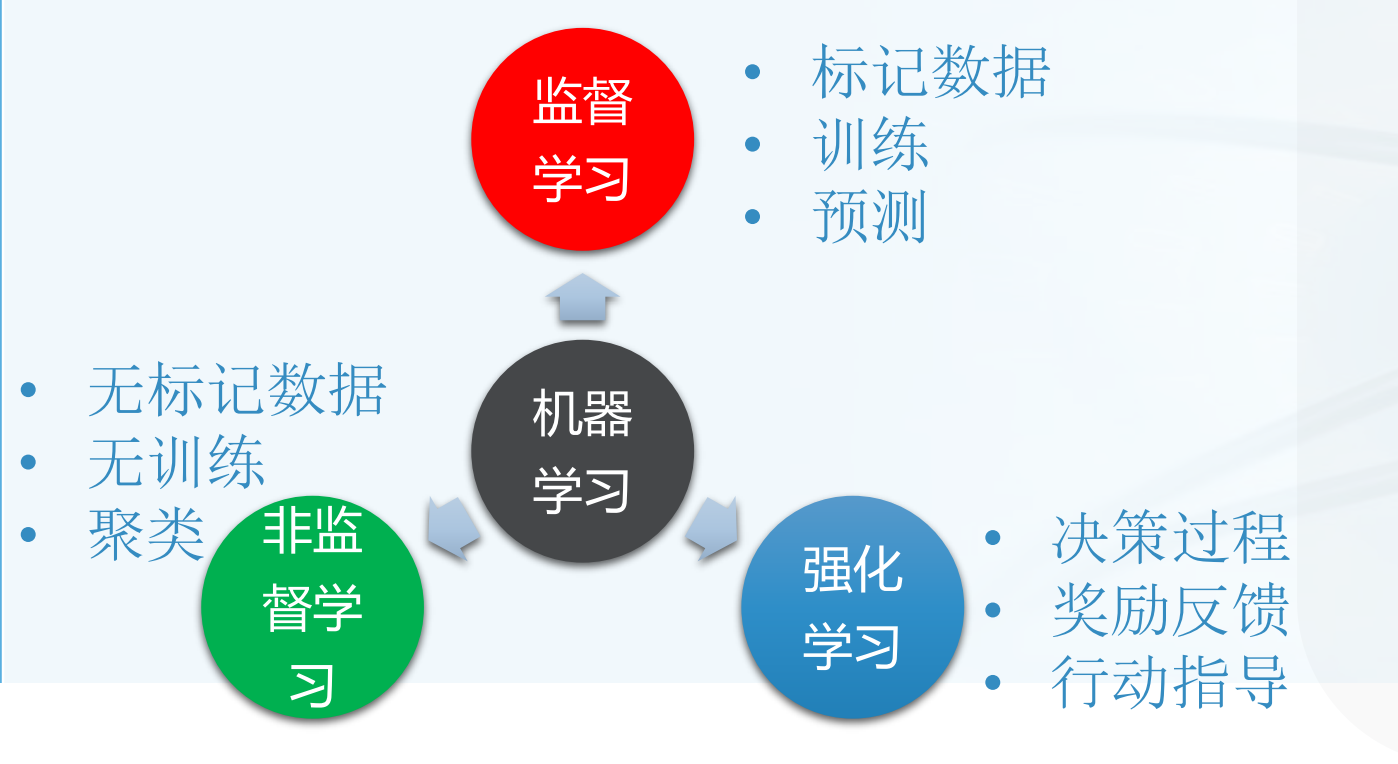 监督
学习
标记数据
训练
预测
机器
学习
无标记数据
无训练
聚类
非监
督学
习
强化
学习
决策过程
奖励反馈
行动指导